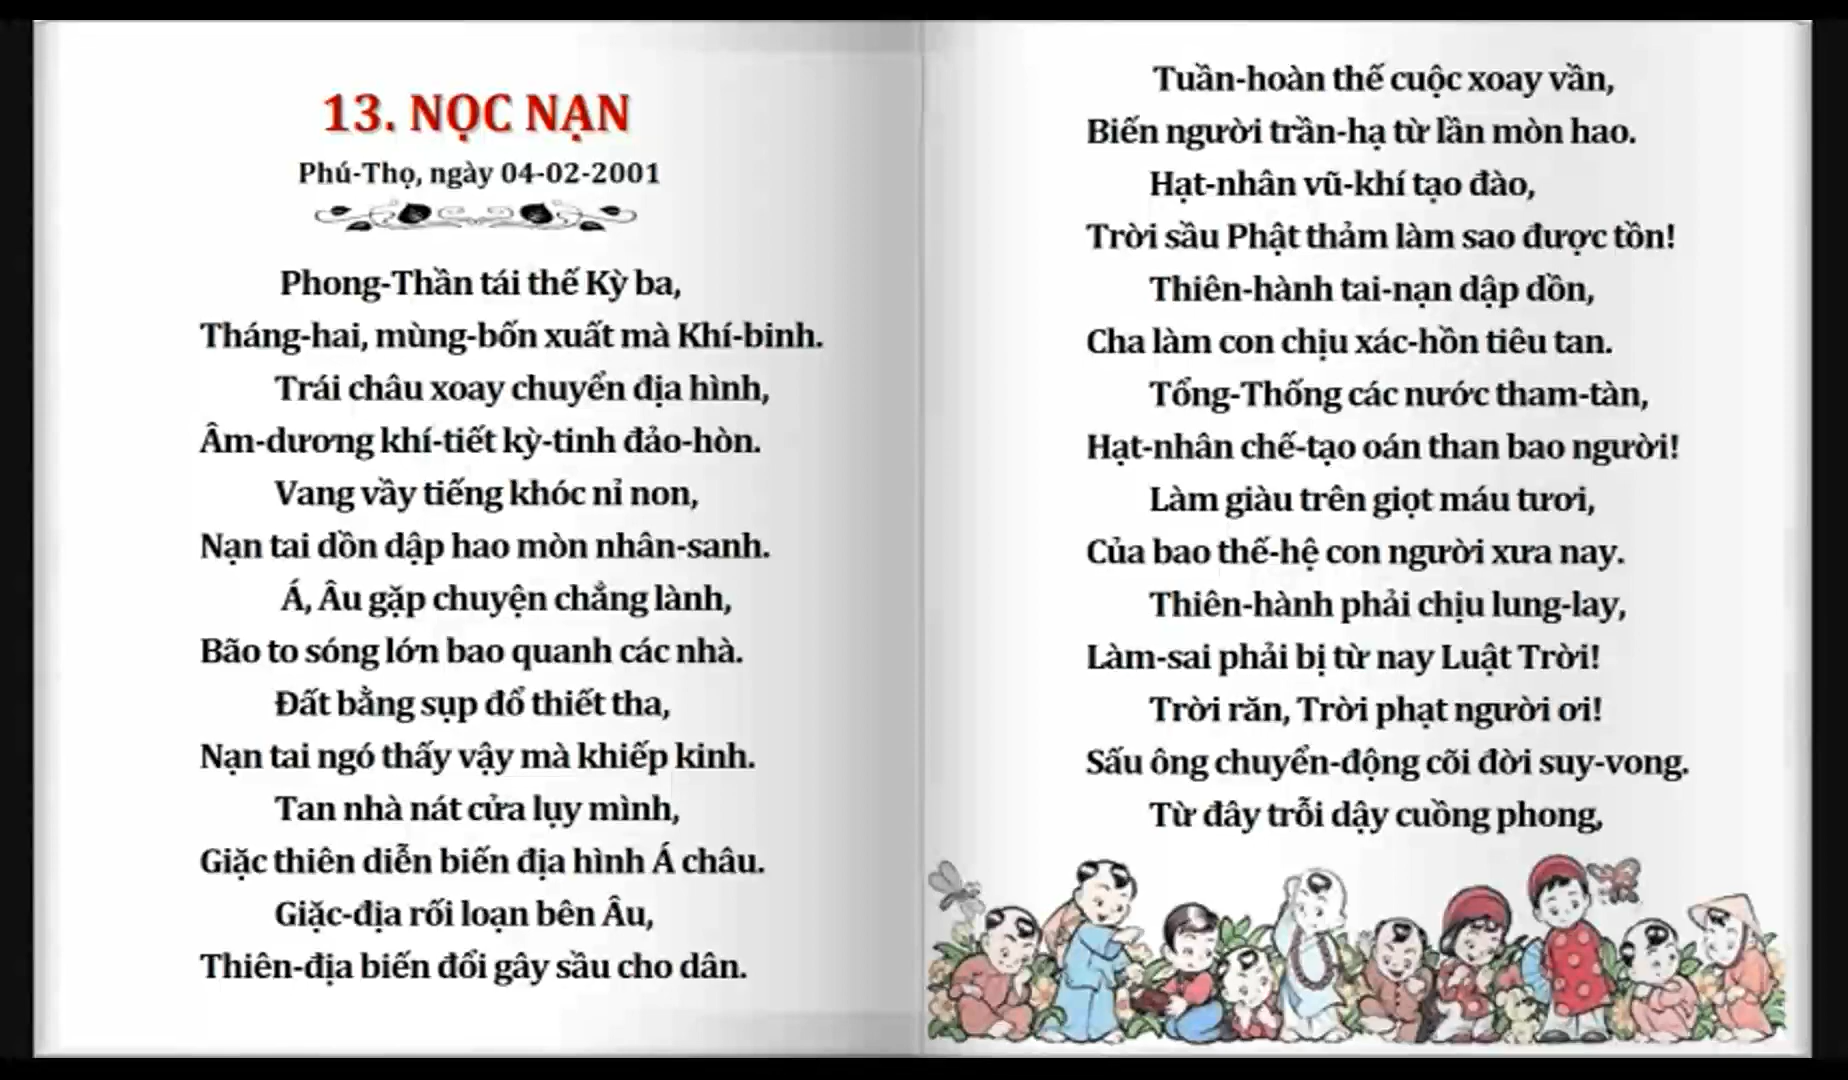 13. NỌC NẠN
Phú-Thọ, ngày 04-02-2001
Phong-Thần tái thế Kỳ ba,
Tháng-hai, mùng-bốn xuất mà Khí-binh.
Trái châu xoay chuyển địa hình,
Âm-dương khí-tiết kỳ-tinh đảo-hòn.
Vang vầy tiếng khóc nỉ non,
Nạn tai dồn dập hao mòn nhân-sanh.
Á, Âu gặp chuyện chẳng lành,
Bão to sóng lớn bao quanh các nhà.
Đất bằng sụp đổ thiết tha,
Nạn tai ngó thấy vậy mà khiếp kinh.
Tan nhà nát cửa lụy mình,
Giặc thiên diễn biến địa hình Á châu.
Giặc-địa rối loạn bên Âu,
Thiên-địa biến đổi gây sầu cho dân.
Tuần-hoàn thế cuộc xoay vần,
Biến người trần-hạ từ lần mòn hao.
Hạt-nhân vũ-khí tạo đào,
Trời sầu Phật thảm làm sao được tồn!
Thiên-hành tai-nạn dập dồn,
Cha làm con chịu xác-hồn tiêu tan.
Tổng-Thống các nước tham-tàn,
Hạt-nhân chế-tạo oán than bao người!
Làm giàu trên giọt máu tươi,
Của bao thế-hệ con người xưa nay.
Thiên-hành phải chịu lung-lay,
Làm-sai phải bị từ nay Luật Trời!
Trời răn, Trời phạt người ơi!
Sấu ông chuyển-động cõi đời suy-vong.
Từ đây trỗi dậy cuồng phong,